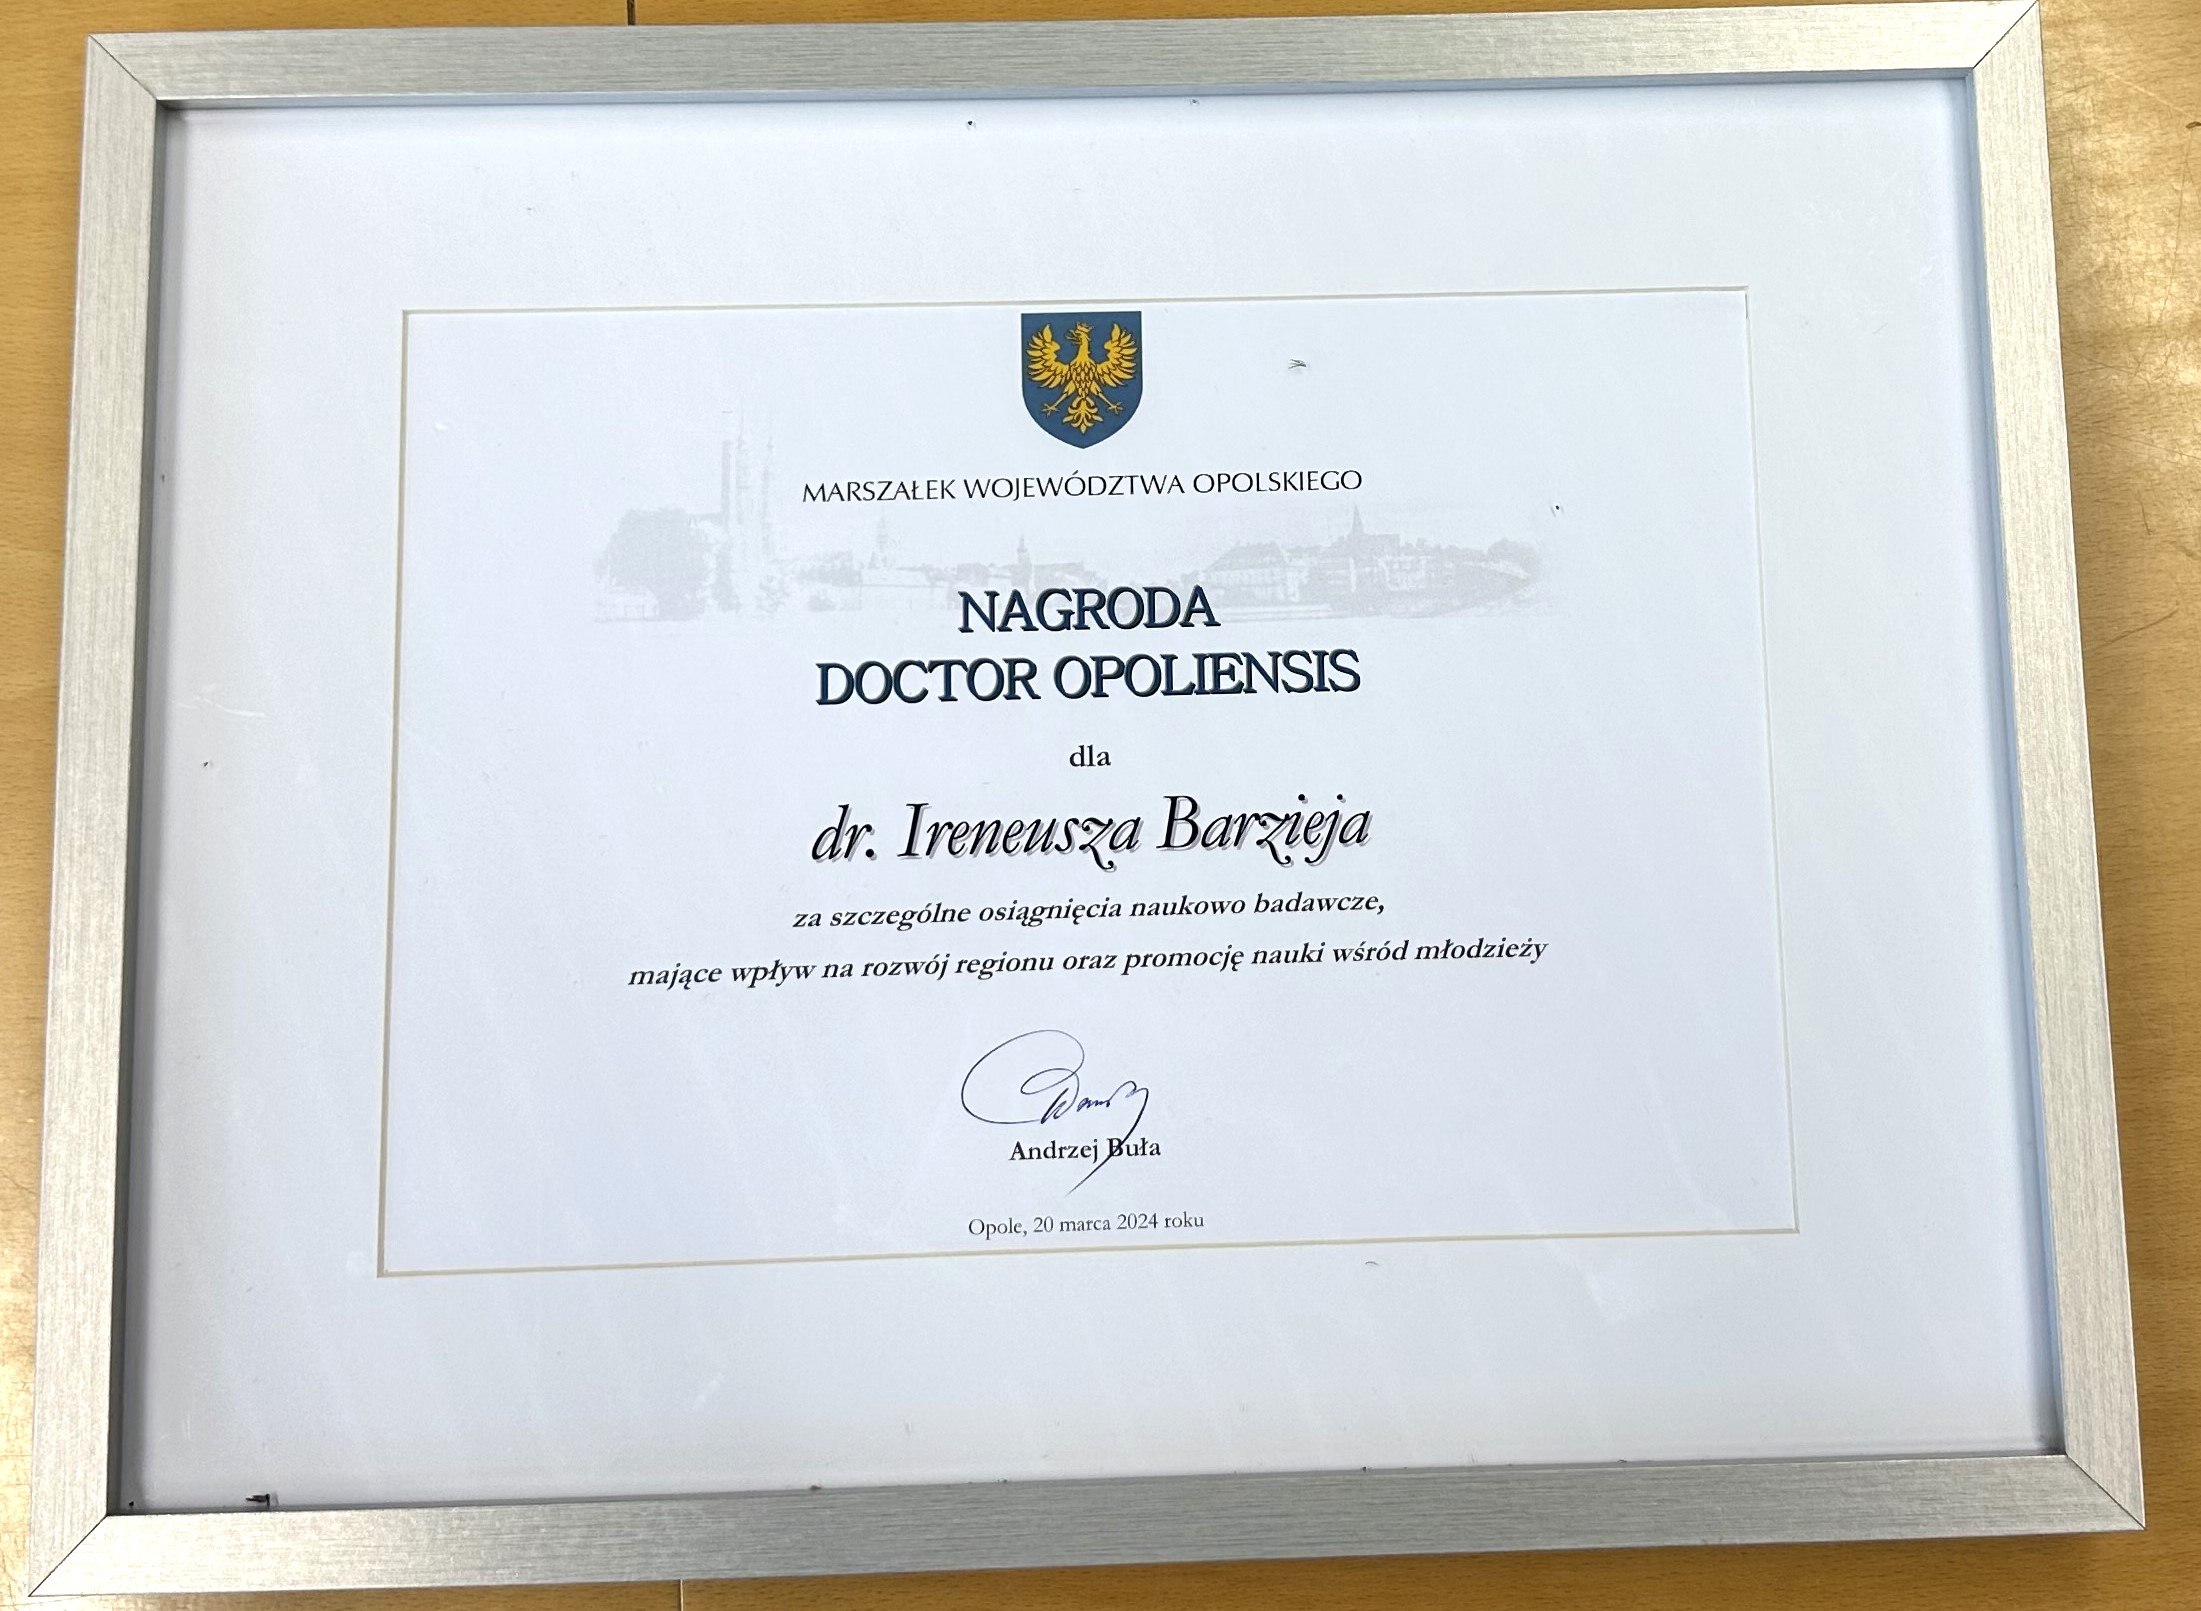 MARSZAŁEK WOJEWÓDZTWA OPOLSKIEGO
NAGRODA
DOCTOR OPOLIENSIS
dla
dr. Ireneusza Barzieja
za szczególne osiągnięcia naukowo badawcze,
mające wpływ na rozwój regionu oraz promocję nauki wśród młodzieży
Andrzej Buła
Opole, 20 marca 2024 roku